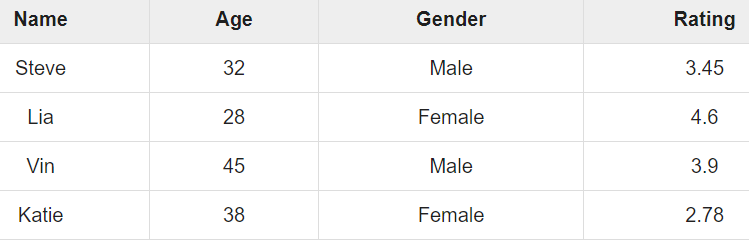 Name Age Gender Rating
Steve 32 Male 3.45
Lia 28 Female 4.6
Vin 45 Male 3.9
Katie 38 Female 2.78